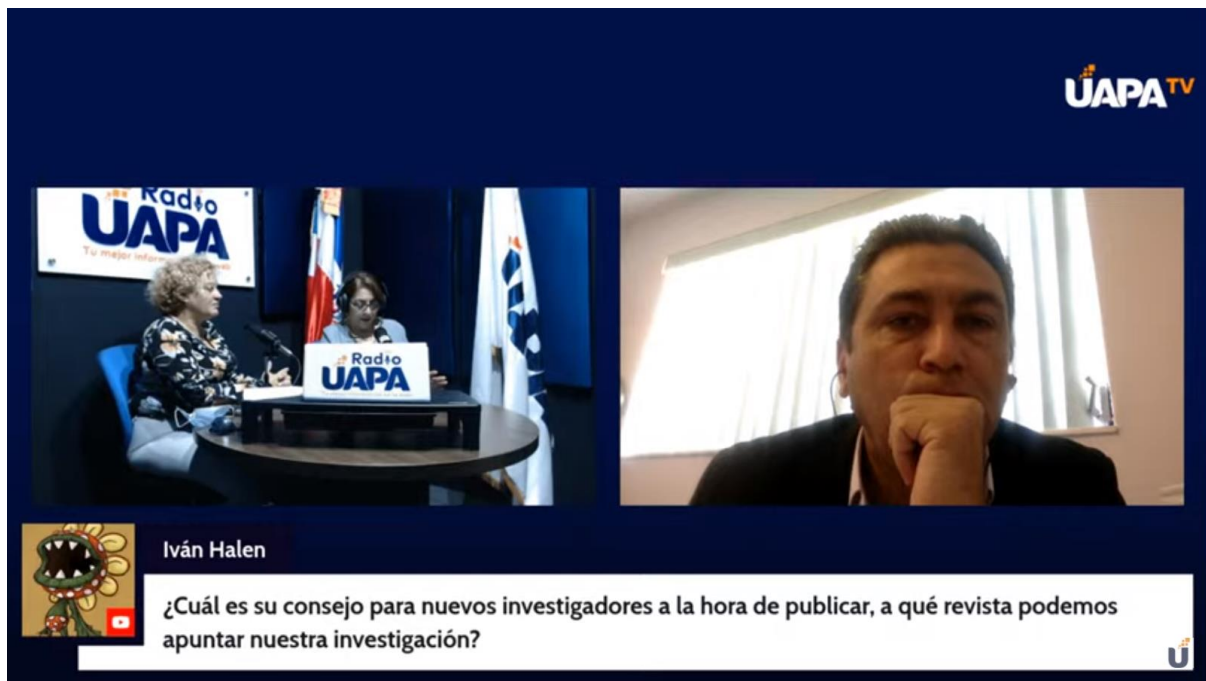 UAPA TV
Radio
UAPA
Tu mejor
Radio
UAPA
Iván Halen
¿Cuál es su consejo para nuevos investigadores a la hora de publicar, a qué revista podemos
apuntar nuestra investigación?